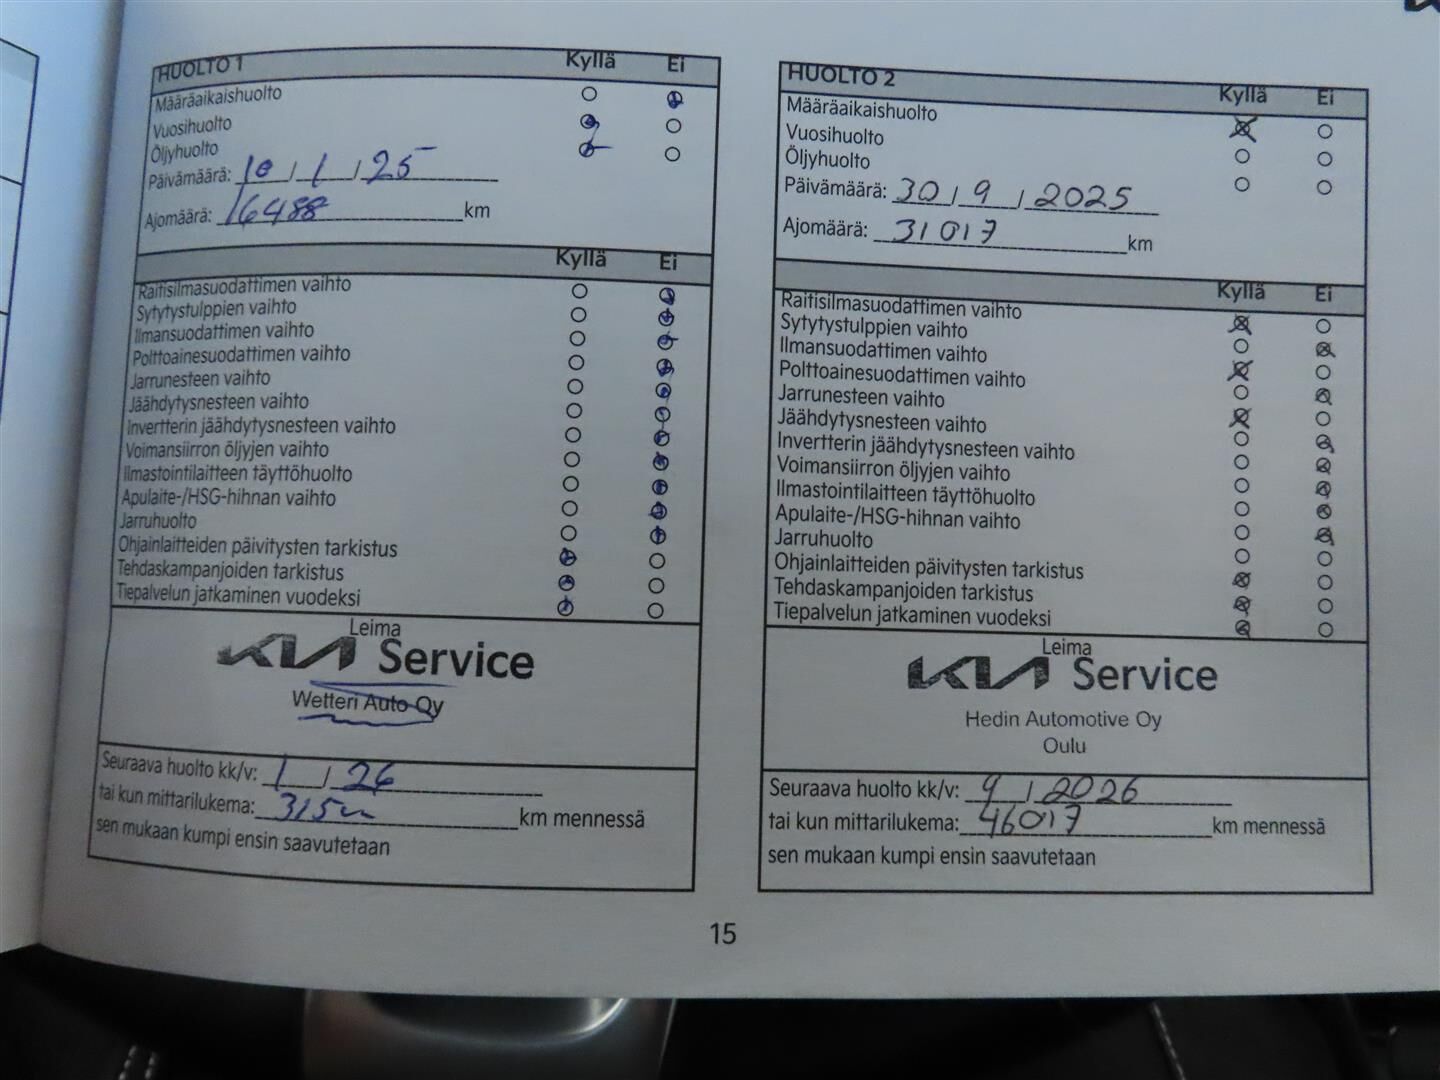 HUOLTO 1 Kyllä Ei
Määräaikaishuolto
Vuosihuolto
Öljyhuolto
Päivämäärä: 10 / 1 / 25
Ajomäärä: 16488 km
Kyllä Ei
Raitisilmasuodattimen vaihto
Sytytystulppien vaihto
Ilmansuodattimen vaihto
Polttoainesuodattimen vaihto
Jarrunesteen vaihto
Jäähdytysnesteen vaihto
Invertterin jäähdytysnesteen vaihto
Voimansiirron öljyjen vaihto
Ilmastointilaitteen täyttöhuolto
Apulaite-/HSG-hihnan vaihto
Jarruhuolto
Ohjainlaitteiden päivitysten tarkistus
Tehdaskampanjoiden tarkistus
Tiepalvelun jatkaminen vuodeksi
Leima
KIA Service
Wetteri Auto Oy
Seuraava huolto kk/v: 1 / 26
tai kun mittarilukema: km mennessä
sen mukaan kumpi ensin saavutetaan
HUOLTO 2 Kyllä Ei
Määräaikaishuolto
Vuosihuolto
Öljyhuolto
Päivämäärä: 30 / 9 / 2025
Ajomäärä: 31017 km
Kyllä Ei
Raitisilmasuodattimen vaihto
Sytytystulppien vaihto
Ilmansuodattimen vaihto
Polttoainesuodattimen vaihto
Jarrunesteen vaihto
Jäähdytysnesteen vaihto
Invertterin jäähdytysnesteen vaihto
Voimansiirron öljyjen vaihto
Ilmastointilaitteen täyttöhuolto
Apulaite-/HSG-hihnan vaihto
Jarruhuolto
Ohjainlaitteiden päivitysten tarkistus
Tehdaskampanjoiden tarkistus
Tiepalvelun jatkaminen vuodeksi
Leima
KIA Service
Hedin Automotive Oy
Oulu
Seuraava huolto kk/v: 9 / 2026
tai kun mittarilukema: 46017 km mennessä
sen mukaan kumpi ensin saavutetaan
15